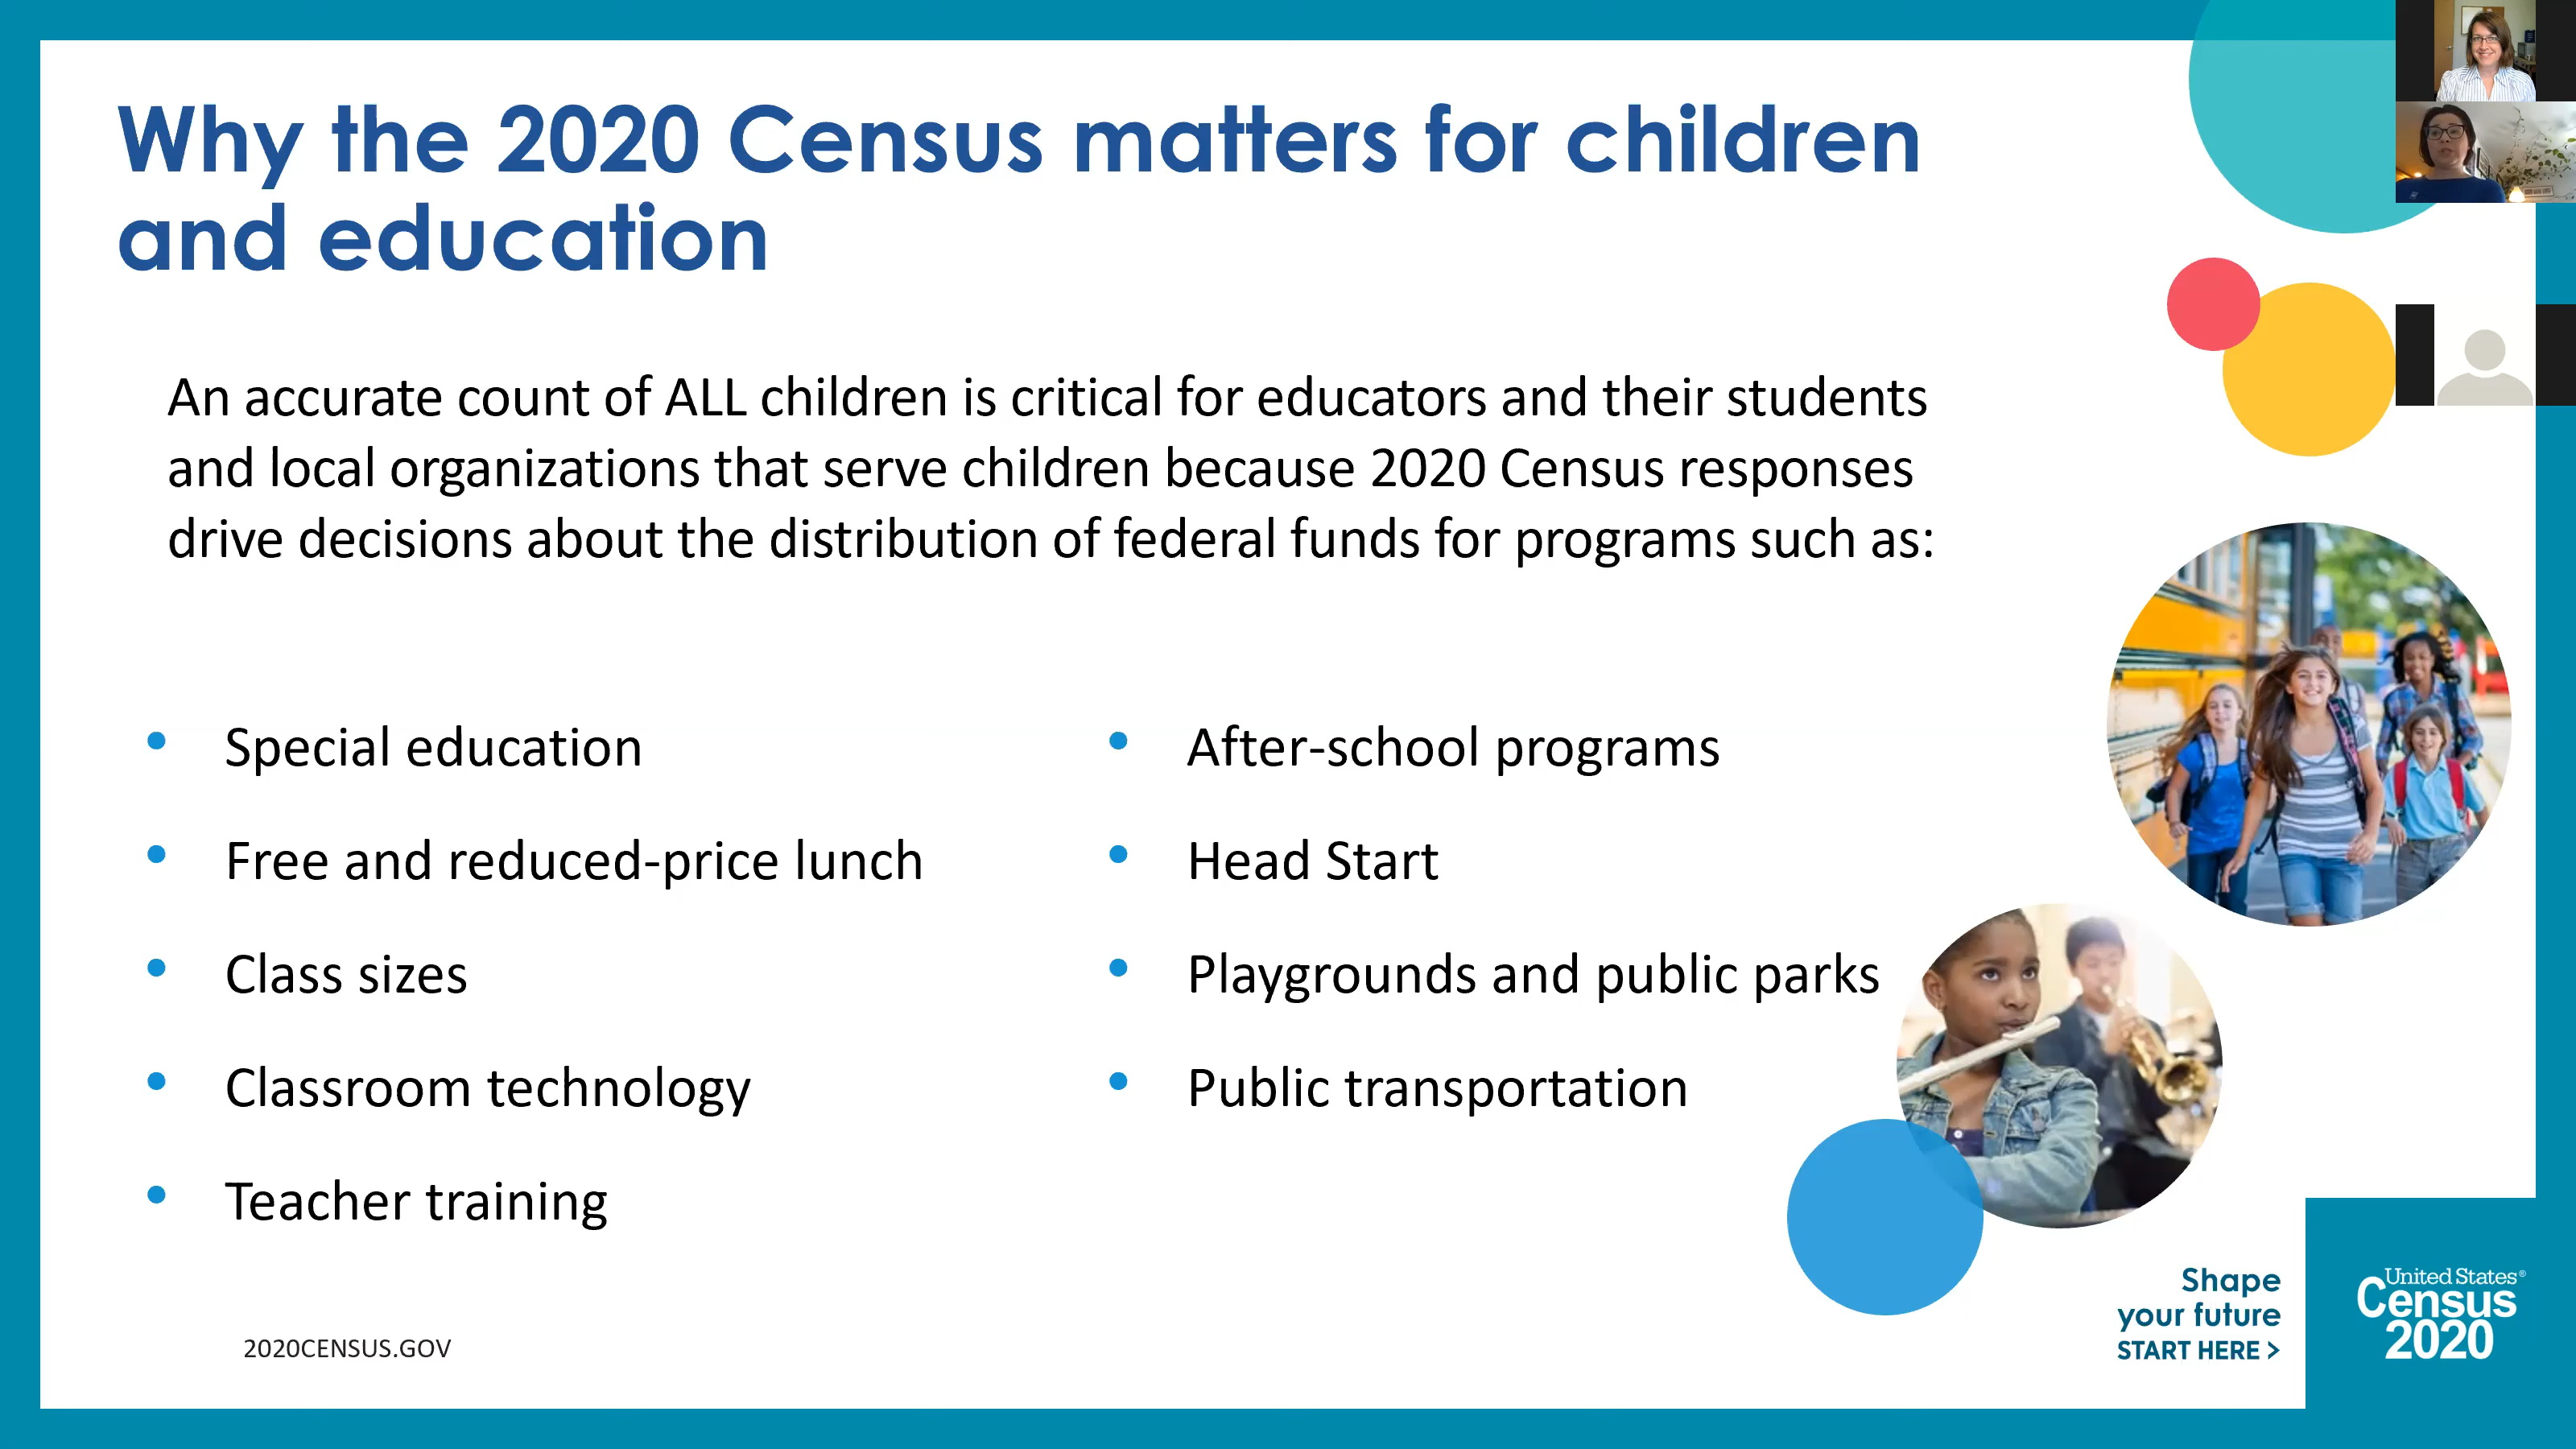 Why the 2020 Census matters for children
and education
An accurate count of ALL children is critical for educators and their students
and local organizations that serve children because 2020 Census responses
drive decisions about the distribution of federal funds for programs such as:
• Special education
• Free and reduced-price lunch
• Class sizes
• Classroom technology
• Teacher training
• After-school programs
• Head Start
• Playgrounds and public parks
• Public transportation
2020CENSUS.GOV
Shape
your future
START HERE >
United States®
Census
2020